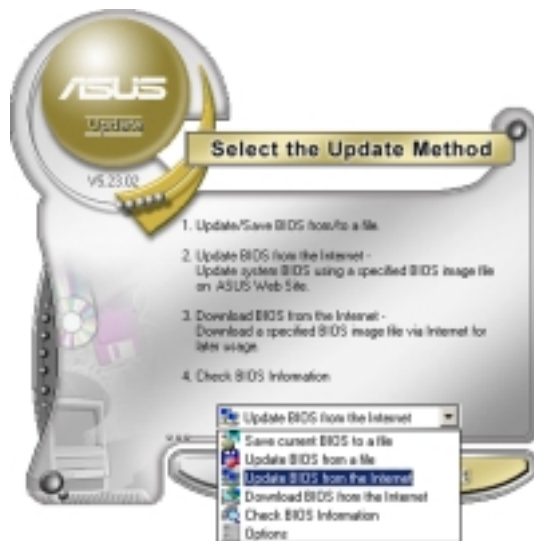 ASUS
Update
V5.23.02
Select the Update Method
1. Update/Save BIOS from/to a file.
2. Update BIOS from the Internet -
Update system BIOS using a specified BIOS image file
on ASUS Web Site.
3. Download BIOS from the Internet -
Download a specified BIOS image file via Internet for
later usage.
4. Check BIOS Information
Update BIOS from the Internet
Save current BIOS to a file
Update BIOS from a file
Update BIOS from the Internet
Download BIOS from the Internet
Check BIOS Information
Options